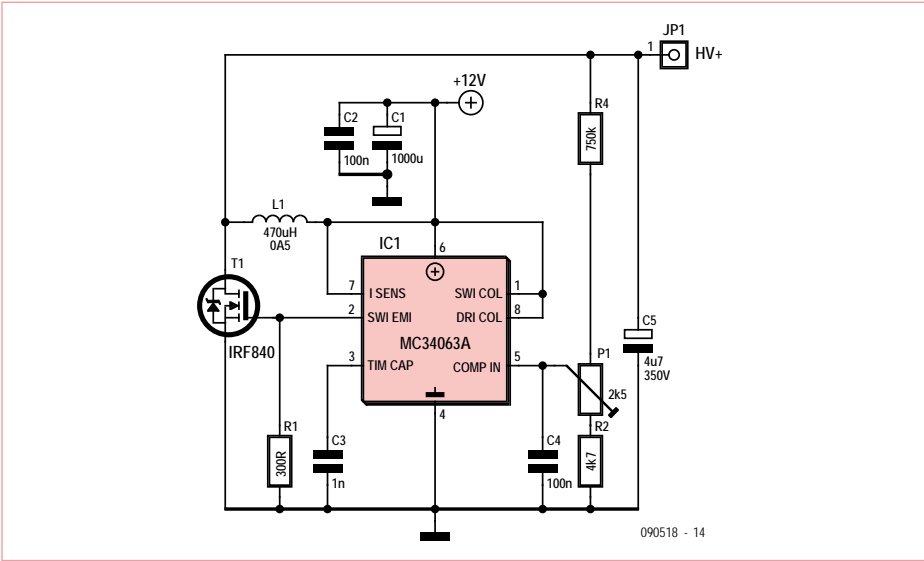 JP1
1
HV+
+12V
C2
100n
C1
1000u
R4
750k
L1
470uH
0A5
IC1
6
T1
IRF840
7
I SENS
SWI COL
1
2
SWI EMI
DRI COL
8
MC34063A
3
TIM CAP
COMP IN
5
4
C5
4u7
350V
P1
2k5
R1
300R
C3
1n
C4
100n
R2
4k7
090518 - 14